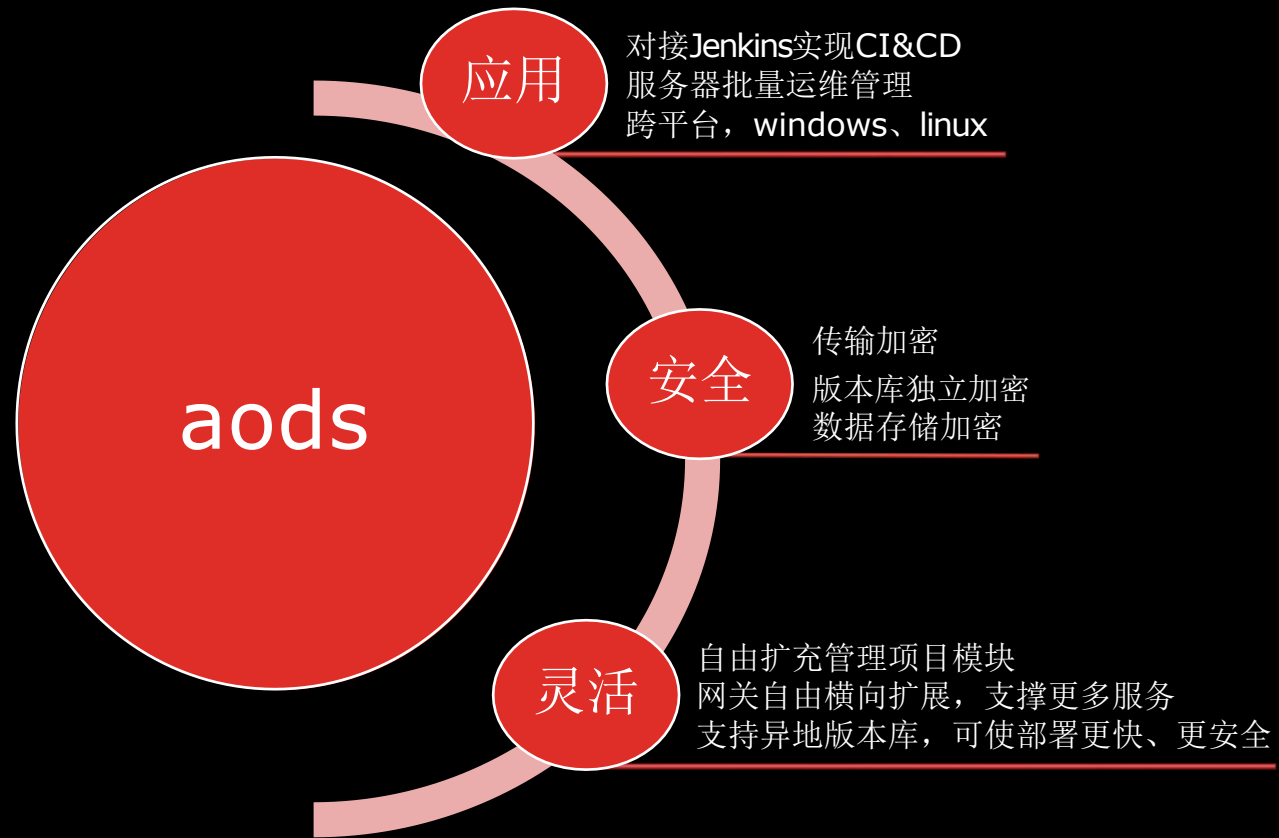 aods
应用
对接Jenkins实现CI&CD
服务器批量运维管理
跨平台，windows、linux
安全
传输加密
版本库独立加密
数据存储加密
灵活
自由扩充管理项目模块
网关自由横向扩展，支撑更多服务
支持异地版本库，可使部署更快、更安全